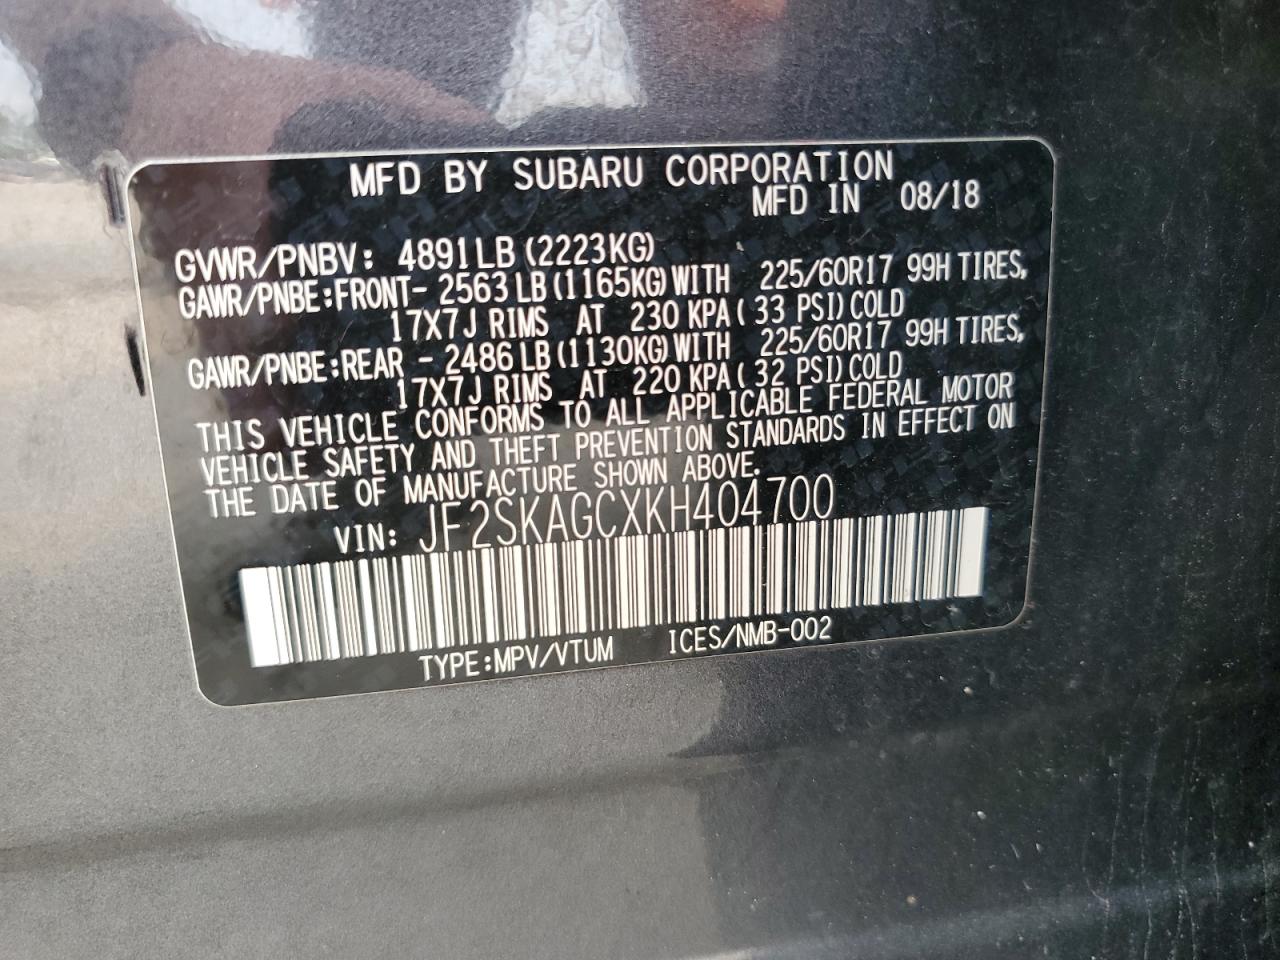 MFD BY SUBARU CORPORATION
MFD IN 08/18
GVWR/PNBV: 4891LB (2223KG)
GAWR/PNBE:FRONT- 2563 LB (1165KG) WITH 225/60R17 99H TIRES,
17X7J RIMS AT 230 KPA ( 33 PSI) COLD
GAWR/PNBE:REAR - 2486 LB (1130KG) WITH 225/60R17 99H TIRES,
17X7J RIMS AT 220 KPA ( 32 PSI) COLD
THIS VEHICLE CONFORMS TO ALL APPLICABLE FEDERAL MOTOR
VEHICLE SAFETY AND THEFT PREVENTION STANDARDS IN EFFECT ON
THE DATE OF MANUFACTURE SHOWN ABOVE.
VIN: JF2SKAGCXKH404700
TYPE:MPV/VTUM ICES/NMB-002